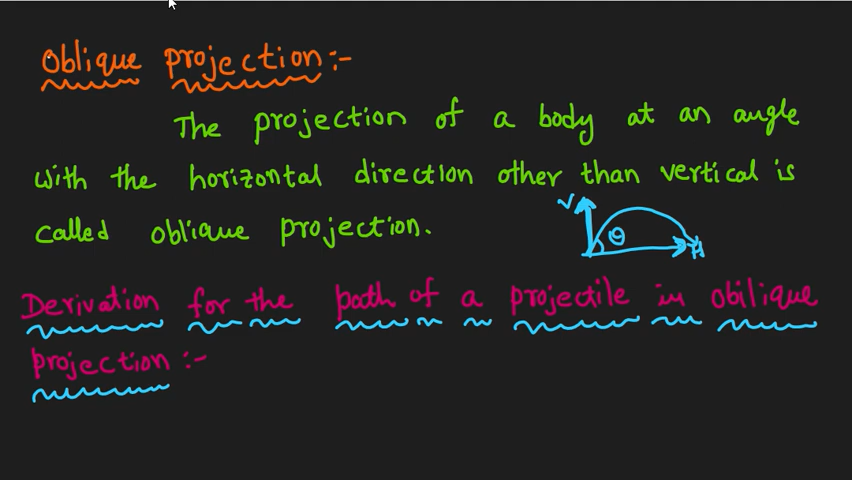 Oblique projection:-
The projection of a body at an angle
with the horizontal direction other than vertical is
called oblique projection.
V
θ
H
Derivation for the path of a projectile in obilique
projection:-